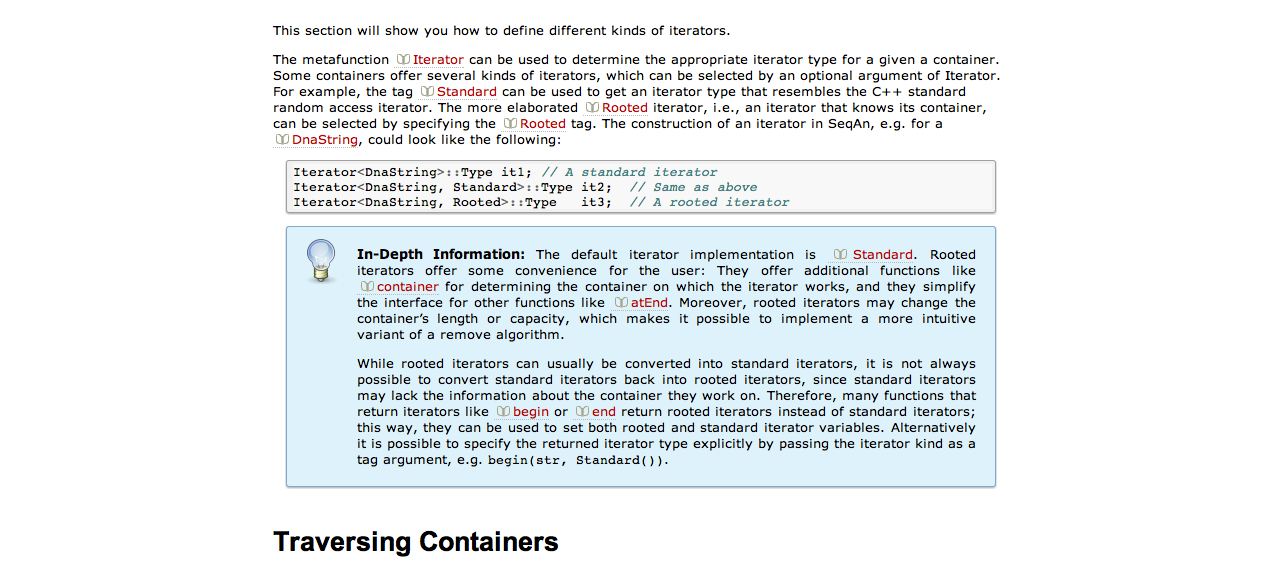 This section will show you how to define different kinds of iterators.
The metafunction Iterator can be used to determine the appropriate iterator type for a given a container.
Some containers offer several kinds of iterators, which can be selected by an optional argument of Iterator.
For example, the tag Standard can be used to get an iterator type that resembles the C++ standard
random access iterator. The more elaborated Rooted iterator, i.e., an iterator that knows its container,
can be selected by specifying the Rooted tag. The construction of an iterator in SeqAn, e.g. for a
DnaString, could look like the following:
Iterator<DnaString>::Type it1; // A standard iterator
Iterator<DnaString, Standard>::Type it2;  // Same as above
Iterator<DnaString, Rooted>::Type   it3;  // A rooted iterator
In-Depth Information: The default iterator implementation is Standard. Rooted
iterators offer some convenience for the user: They offer additional functions like
container for determining the container on which the iterator works, and they simplify
the interface for other functions like atEnd. Moreover, rooted iterators may change the
container’s length or capacity, which makes it possible to implement a more intuitive
variant of a remove algorithm.
While rooted iterators can usually be converted into standard iterators, it is not always
possible to convert standard iterators back into rooted iterators, since standard iterators
may lack the information about the container they work on. Therefore, many functions that
return iterators like begin or end return rooted iterators instead of standard iterators;
this way, they can be used to set both rooted and standard iterator variables. Alternatively
it is possible to specify the returned iterator type explicitly by passing the iterator kind as a
tag argument, e.g. begin(str, Standard()).
Traversing Containers